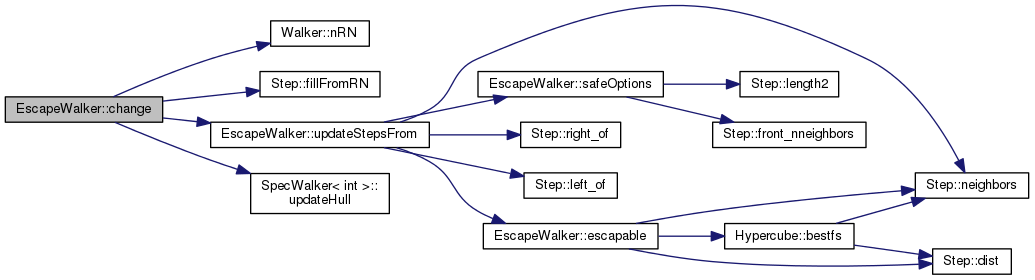 EscapeWalker::change
Walker::nRN
Step::fillFromRN
EscapeWalker::updateStepsFrom
SpecWalker< int >::
updateHull
EscapeWalker::safeOptions
Step::right_of
Step::left_of
EscapeWalker::escapable
Step::length2
Step::front_nneighbors
Hypercube::bestfs
Step::neighbors
Step::dist